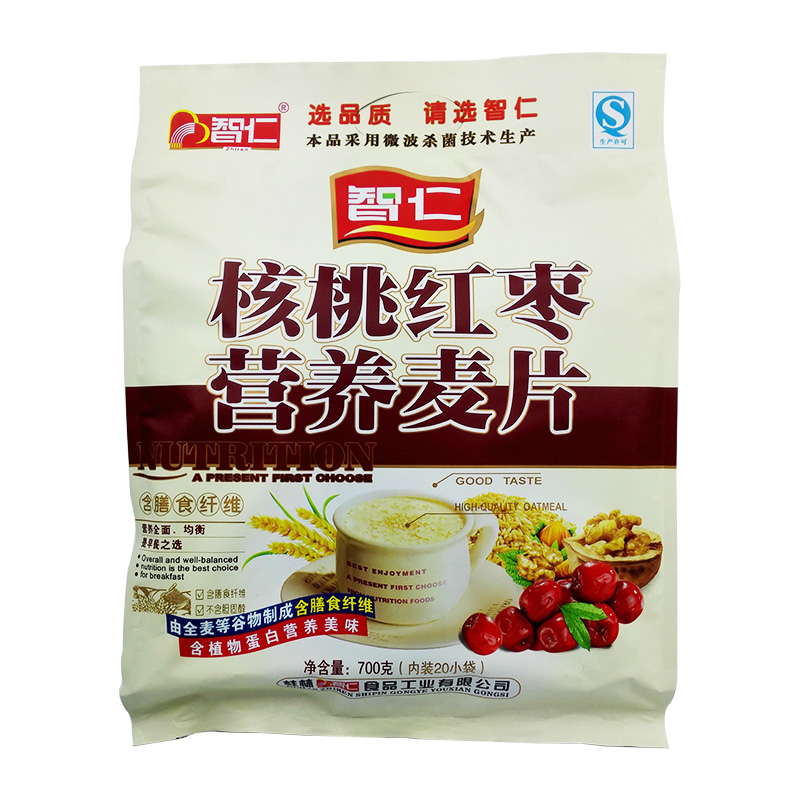 智仁
®
Zhiren
选品质 请选智仁
本品采用微波杀菌技术生产
生产许可
智仁
核桃红枣
营养麦片
NUTRITION
A PRESENT FIRST CHOOSE
GOOD TASTE
HIGH-QUALITY OATMEAL
含膳食纤维
营养全面、均衡
是早餐之选
Overall and well-balanced
nutrition is the best choice
for breakfast
BEST ENJOYMENT
A PRESENT FIRST CHOOSE
HIGH NUTRITION FOODS
含膳食纤维
不含胆固醇
由全麦等谷物制成含膳食纤维
含植物蛋白营养美味
净含量：700克（内装20小袋）
智仁食品工业有限公司
ZHIREN SHIPIN GONGYE YOUXIAN GONGSI